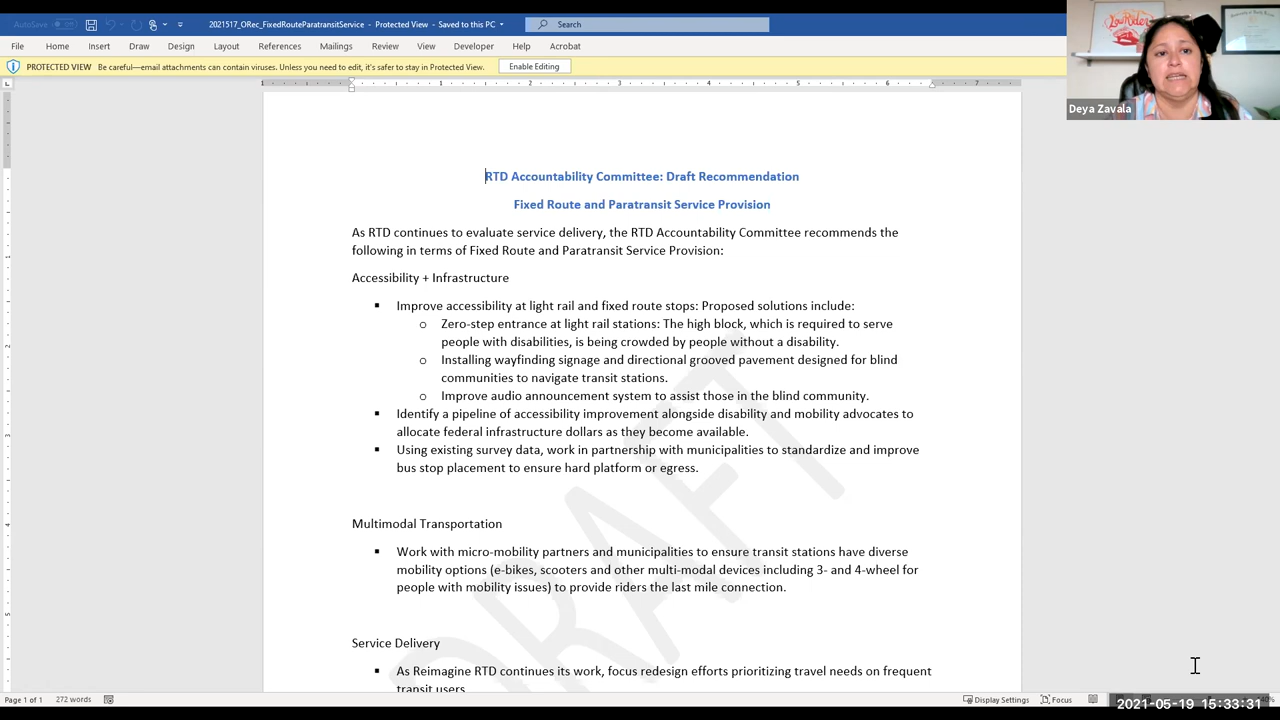 AutoSave Off
2021517_ORec_FixedRouteParatransitService - Protected View - Saved to this PC
Search
File Home Insert Draw Design Layout References Mailings Review View Developer Help Acrobat
PROTECTED VIEW Be careful—email attachments can contain viruses. Unless you need to edit, it's safer to stay in Protected View. Enable Editing
Deya Zavala
1 1 2 3 4 5 6 7
RTD Accountability Committee: Draft Recommendation
Fixed Route and Paratransit Service Provision
As RTD continues to evaluate service delivery, the RTD Accountability Committee recommends the
following in terms of Fixed Route and Paratransit Service Provision:
Accessibility + Infrastructure
▪ Improve accessibility at light rail and fixed route stops: Proposed solutions include:
o Zero-step entrance at light rail stations: The high block, which is required to serve
people with disabilities, is being crowded by people without a disability.
o Installing wayfinding signage and directional grooved pavement designed for blind
communities to navigate transit stations.
o Improve audio announcement system to assist those in the blind community.
▪ Identify a pipeline of accessibility improvement alongside disability and mobility advocates to
allocate federal infrastructure dollars as they become available.
▪ Using existing survey data, work in partnership with municipalities to standardize and improve
bus stop placement to ensure hard platform or egress.
Multimodal Transportation
▪ Work with micro-mobility partners and municipalities to ensure transit stations have diverse
mobility options (e-bikes, scooters and other multi-modal devices including 3- and 4-wheel for
people with mobility issues) to provide riders the last mile connection.
Service Delivery
▪ As Reimagine RTD continues its work, focus redesign efforts prioritizing travel needs on frequent
transit users
DRAFT
Page 1 of 1 272 words
Display Settings Focus
2021-05-19 15:33:31